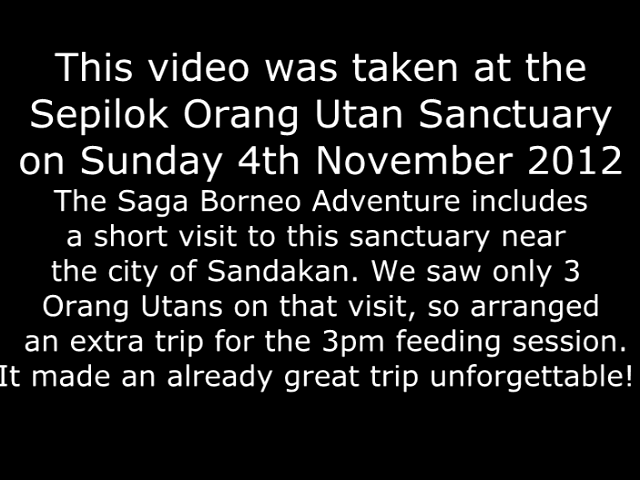 This video was taken at the
Sepilok Orang Utan Sanctuary
on Sunday 4th November 2012
The Saga Borneo Adventure includes
a short visit to this sanctuary near
the city of Sandakan. We saw only 3
Orang Utans on that visit, so arranged
an extra trip for the 3pm feeding session.
It made an already great trip unforgettable!